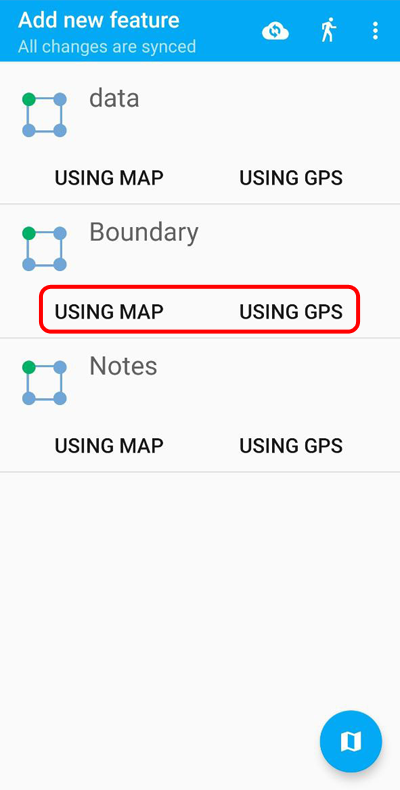 Add new feature
All changes are synced
data
USING MAP USING GPS
Boundary
USING MAP USING GPS
Notes
USING MAP USING GPS